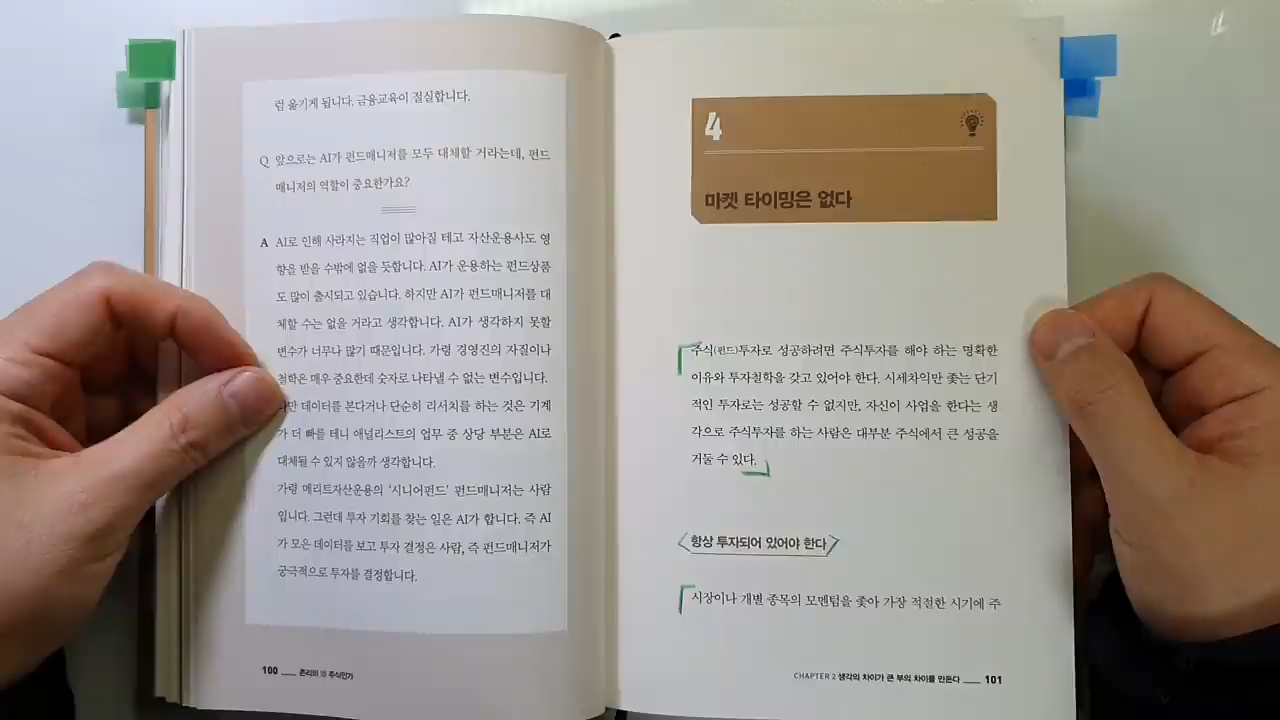 럼 옮기게 됩니다. 금융교육이 절실합니다.
Q 앞으로는 AI가 펀드매니저를 모두 대체할 거라는데, 펀드
매니저의 역할이 중요한가요?
A AI로 인해 사라지는 직업이 많아질 테고 자산운용사도 영
향을 받을 수밖에 없을 듯합니다. AI가 운용하는 펀드상품
도 많이 출시되고 있습니다. 하지만 AI가 펀드매니저를 대
체할 수는 없을 거라고 생각합니다. AI가 생각하지 못할
변수가 너무나 많기 때문입니다. 가령 경영진의 자질이나
철학은 매우 중요한데 숫자로 나타낼 수 없는 변수입니다.
다만 데이터를 본다거나 단순히 리서치를 하는 것은 기계
가 더 빠를 테니 애널리스트의 업무 중 상당 부분은 AI로
대체될 수 있지 않을까 생각합니다.
가령 메리트자산운용의 '시니어펀드' 펀드매니저는 사람
입니다. 그런데 투자 기회를 찾는 일은 AI가 합니다. 즉 AI
가 모은 데이터를 보고 투자 결정은 사람, 즉 펀드매니저가
궁극적으로 투자를 결정합니다.
100 존리의 왜 주식인가
4
마켓 타이밍은 없다
주식(펀드)투자로 성공하려면 주식투자를 해야 하는 명확한
이유와 투자철학을 갖고 있어야 한다. 시세차익만 좇는 단기
적인 투자로는 성공할 수 없지만, 자신이 사업을 한다는 생
각으로 주식투자를 하는 사람은 대부분 주식에서 큰 성공을
거둘 수 있다.
항상 투자되어 있어야 한다
시장이나 개별 종목의 모멘텀을 좇아 가장 적절한 시기에 주
CHAPTER 2 생각의 차이가 큰 부의 차이를 만든다 101